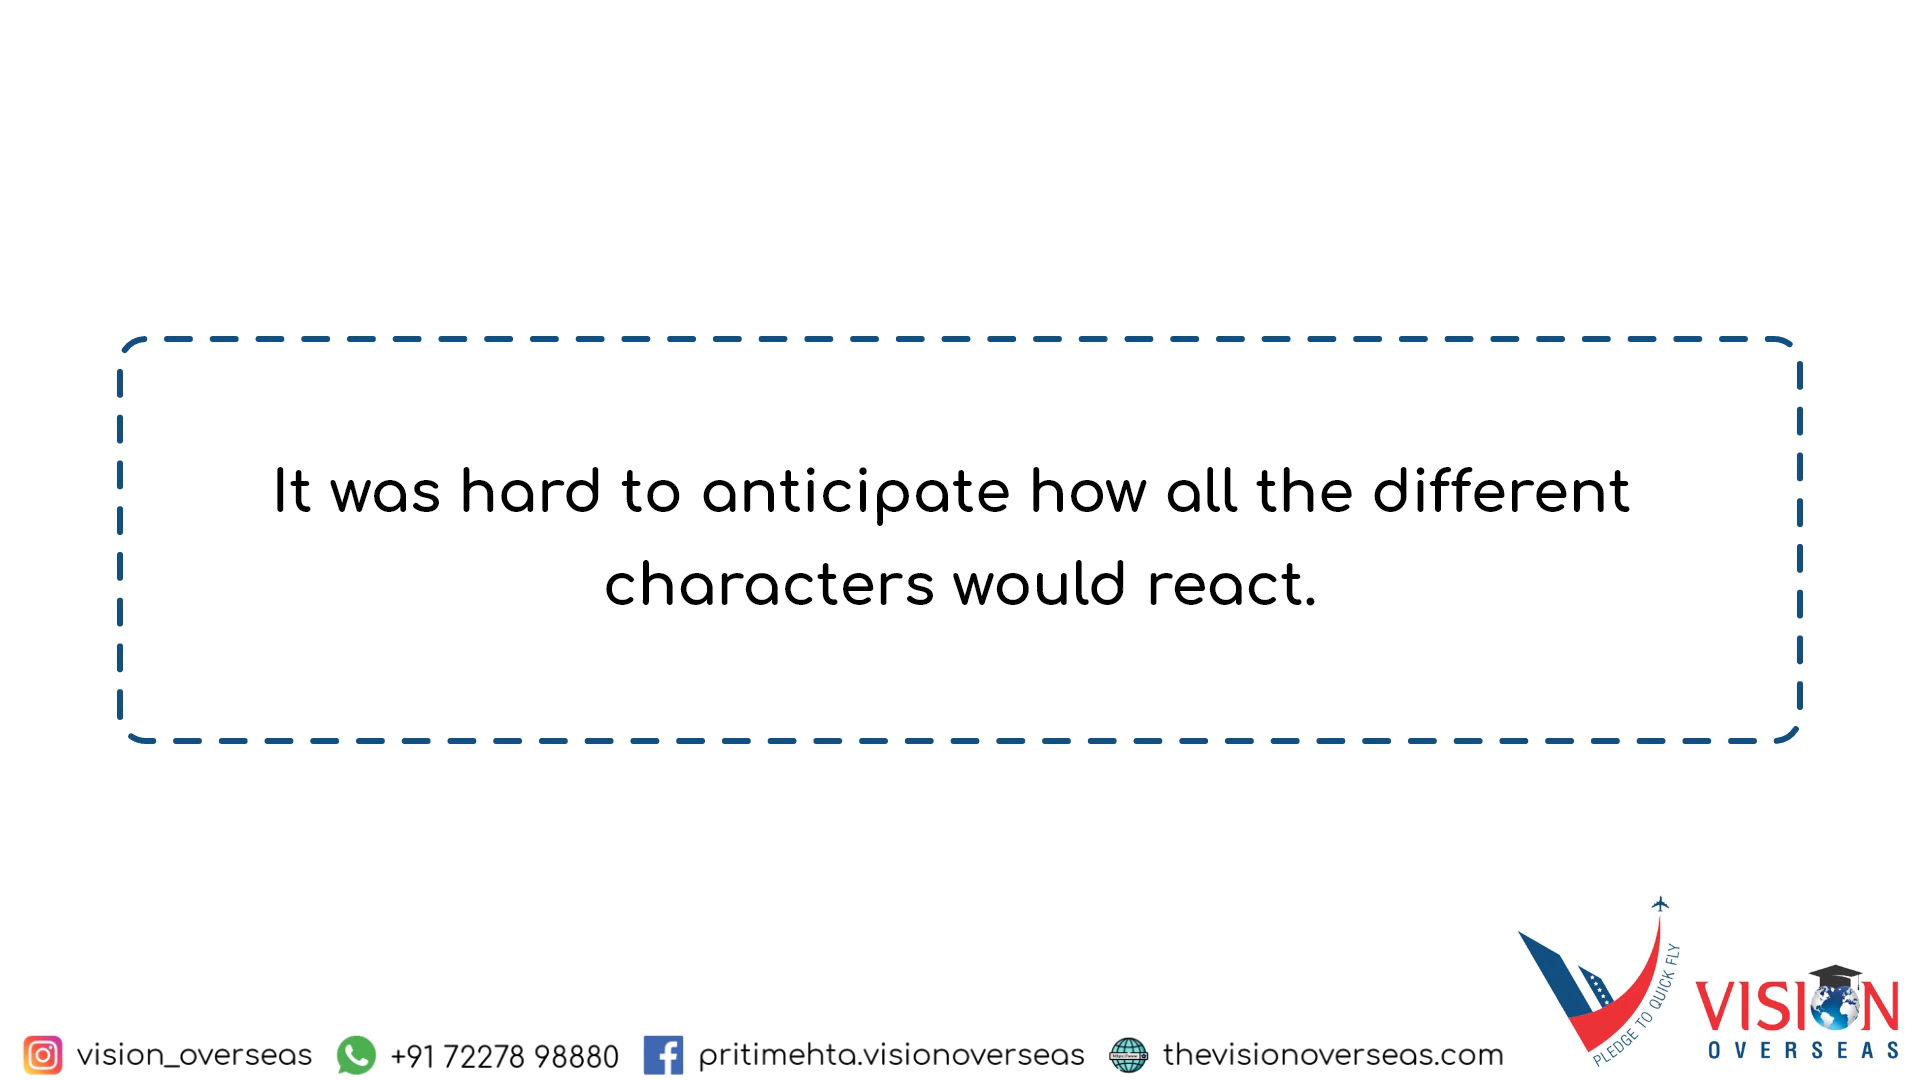 It was hard to anticipate how all the different
characters would react.
PLEDGE TO QUICK FLY
VISION
OVERSEAS
vision_overseas +91 72278 98880 pritimehta.visionoverseas thevisionoverseas.com